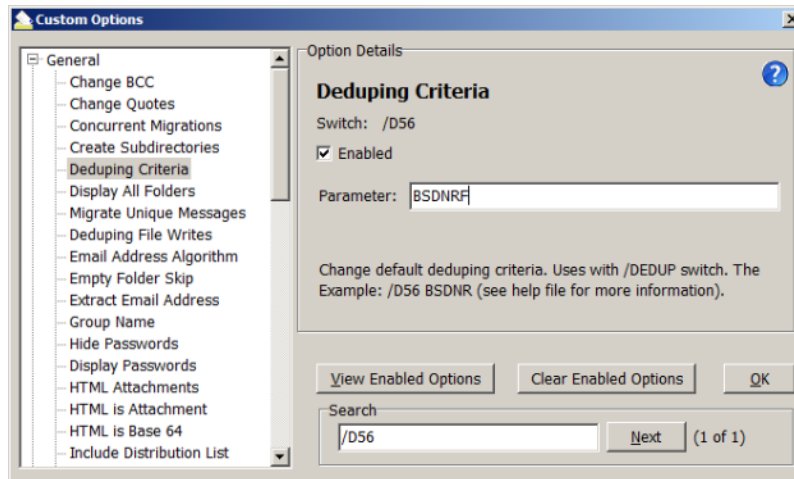 Custom Options
General
Change BCC
Change Quotes
Concurrent Migrations
Create Subdirectories
Deduping Criteria
Display All Folders
Migrate Unique Messages
Deduping File Writes
Email Address Algorithm
Empty Folder Skip
Extract Email Address
Group Name
Hide Passwords
Display Passwords
HTML Attachments
HTML is Attachment
HTML is Base 64
Include Distribution List
Option Details
?
Deduping Criteria
Switch: /D56
Enabled
Parameter: BSDNRF
Change default deduping criteria. Uses with /DEDUP switch. The
Example: /D56 BSDNR (see help file for more information).
View Enabled Options Clear Enabled Options OK
Search
/D56 Next (1 of 1)